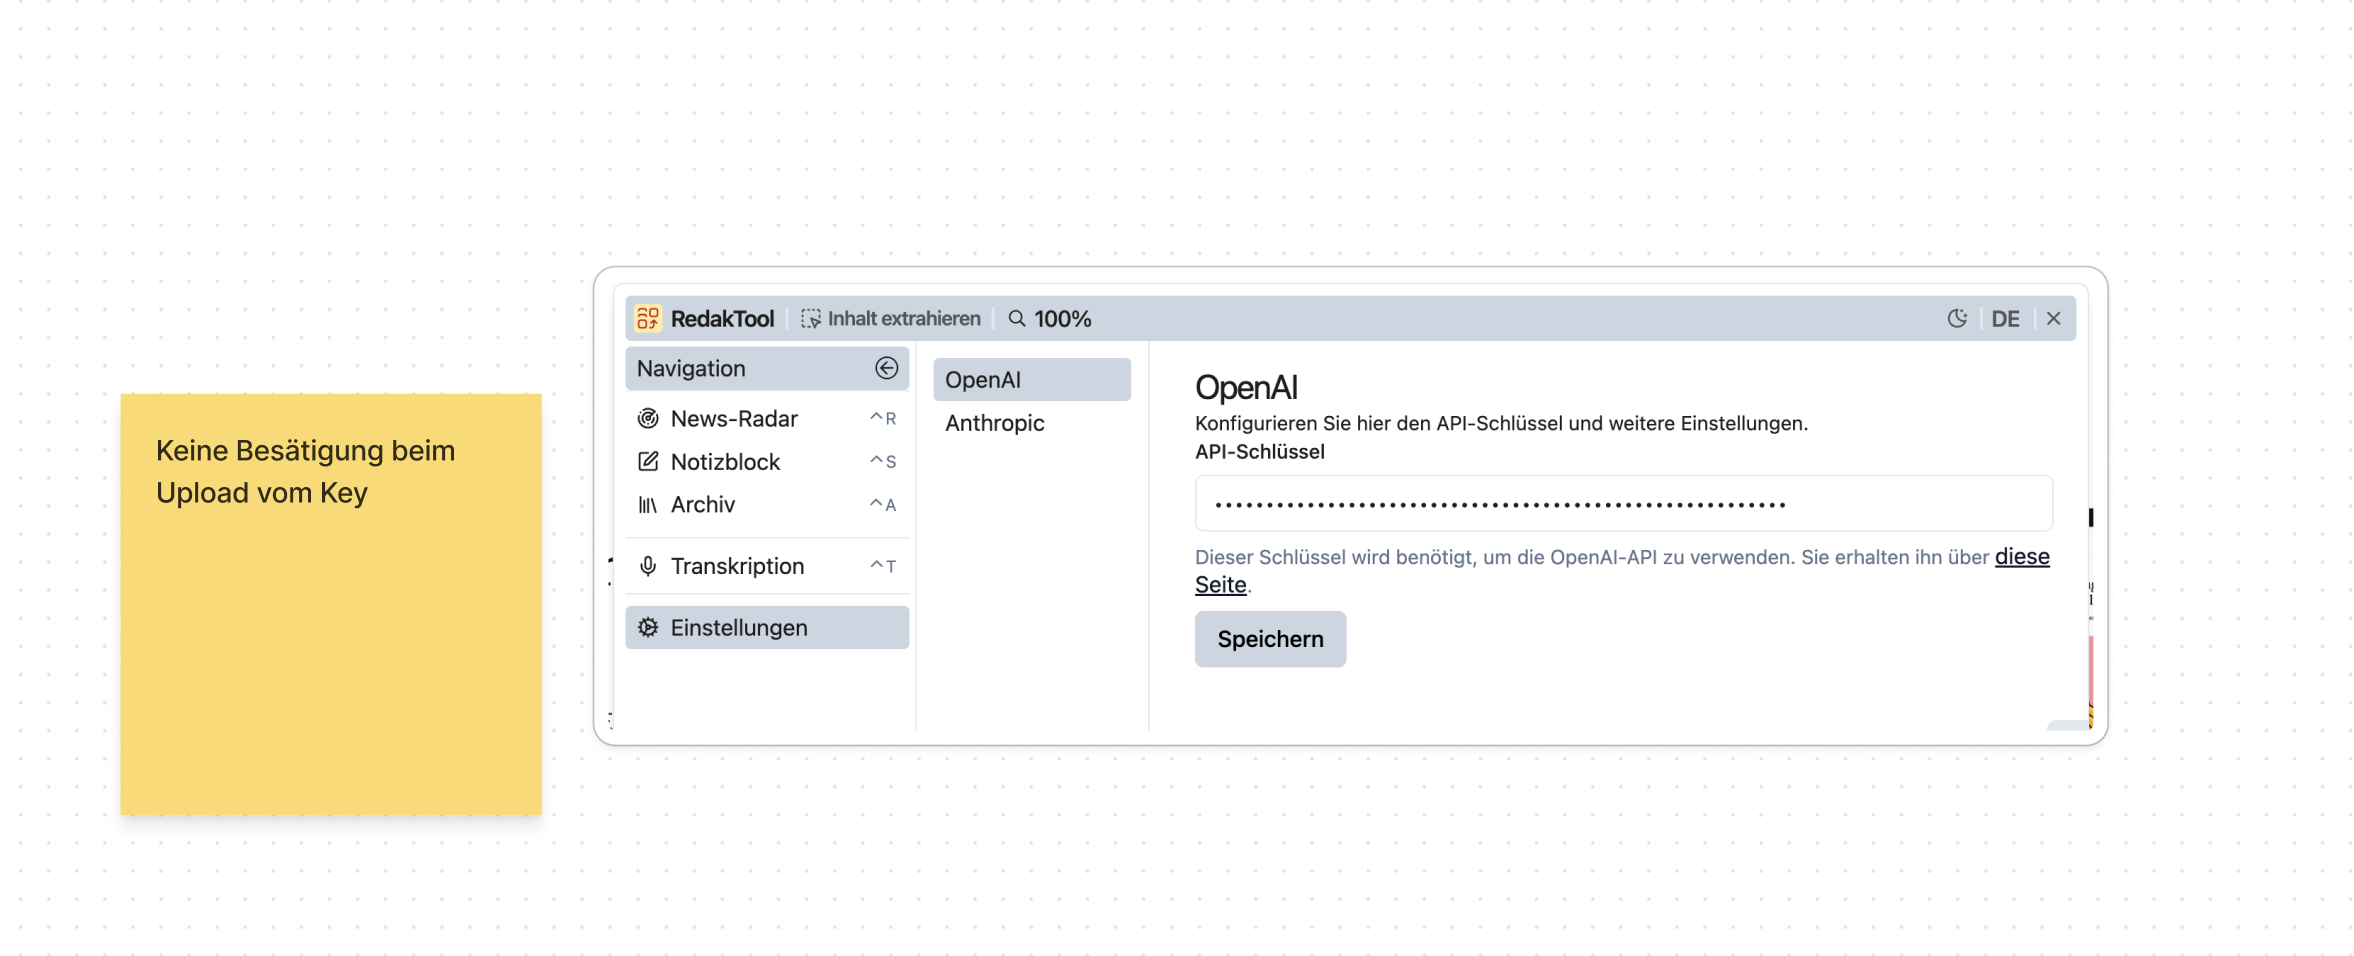 Keine Besätigung beim
Upload vom Key
RedakTool
Inhalt extrahieren
100%
DE
Navigation
News-Radar ^R
Notizblock ^S
Archiv ^A
Transkription ^T
Einstellungen
OpenAI
Anthropic
OpenAI
Konfigurieren Sie hier den API-Schlüssel und weitere Einstellungen.
API-Schlüssel
Dieser Schlüssel wird benötigt, um die OpenAI-API zu verwenden. Sie erhalten ihn über diese
Seite.
Speichern